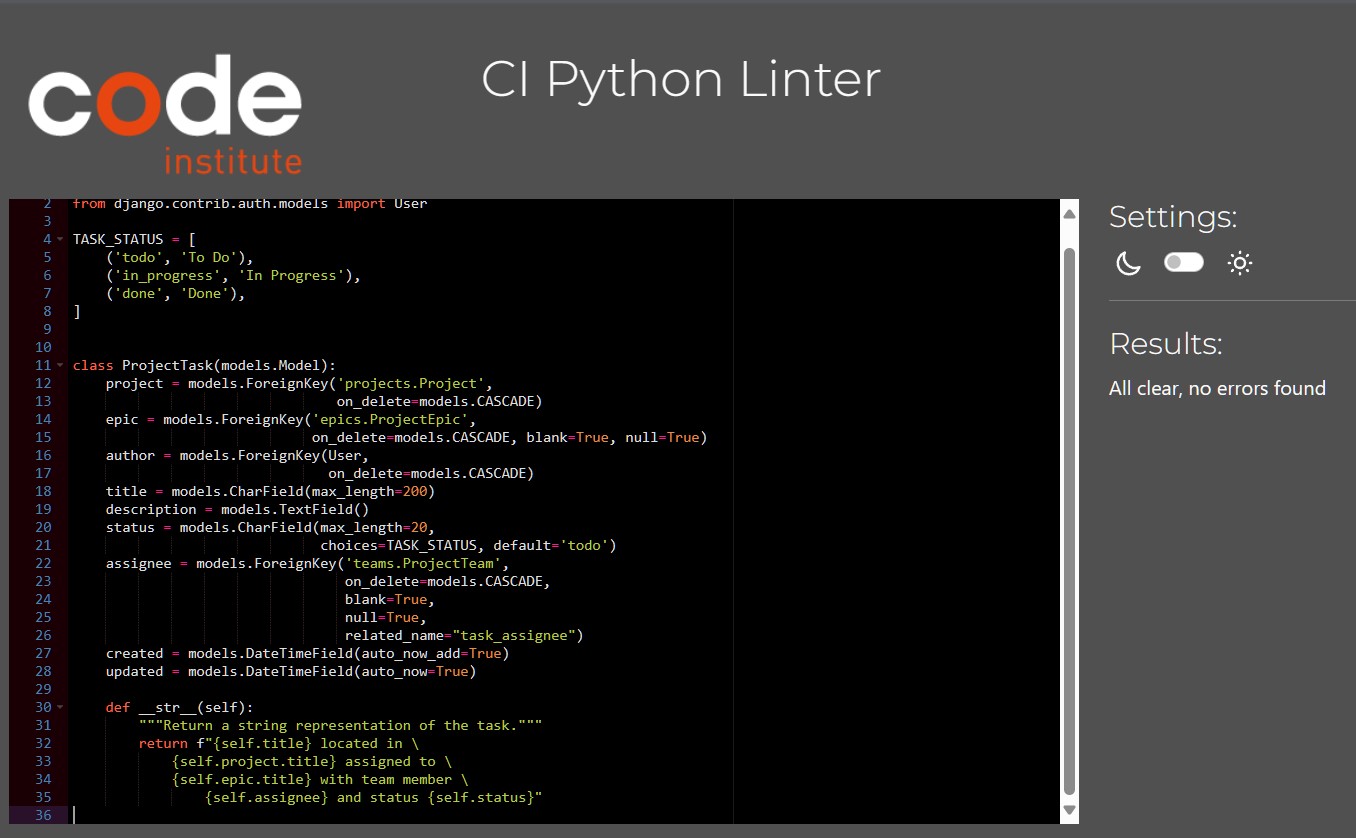 code
institute
CI Python Linter
2 from django.contrib.auth.models import User
3
4 TASK_STATUS = [
5     ('todo', 'To Do'),
6     ('in_progress', 'In Progress'),
7     ('done', 'Done'),
8 ]
9
10
11 class ProjectTask(models.Model):
12     project = models.ForeignKey('projects.Project',
13                                 on_delete=models.CASCADE)
14     epic = models.ForeignKey('epics.ProjectEpic',
15                              on_delete=models.CASCADE, blank=True, null=True)
16     author = models.ForeignKey(User,
17                                on_delete=models.CASCADE)
18     title = models.CharField(max_length=200)
19     description = models.TextField()
20     status = models.CharField(max_length=20,
21                               choices=TASK_STATUS, default='todo')
22     assignee = models.ForeignKey('teams.ProjectTeam',
23                                  on_delete=models.CASCADE,
24                                  blank=True,
25                                  null=True,
26                                  related_name="task_assignee")
27     created = models.DateTimeField(auto_now_add=True)
28     updated = models.DateTimeField(auto_now=True)
29
30     def __str__(self):
31         """Return a string representation of the task."""
32         return f"{self.title} located in \
33             {self.project.title} assigned to \
34             {self.epic.title} with team member \
35                 {self.assignee} and status {self.status}"
36
Settings:
Results:
All clear, no errors found